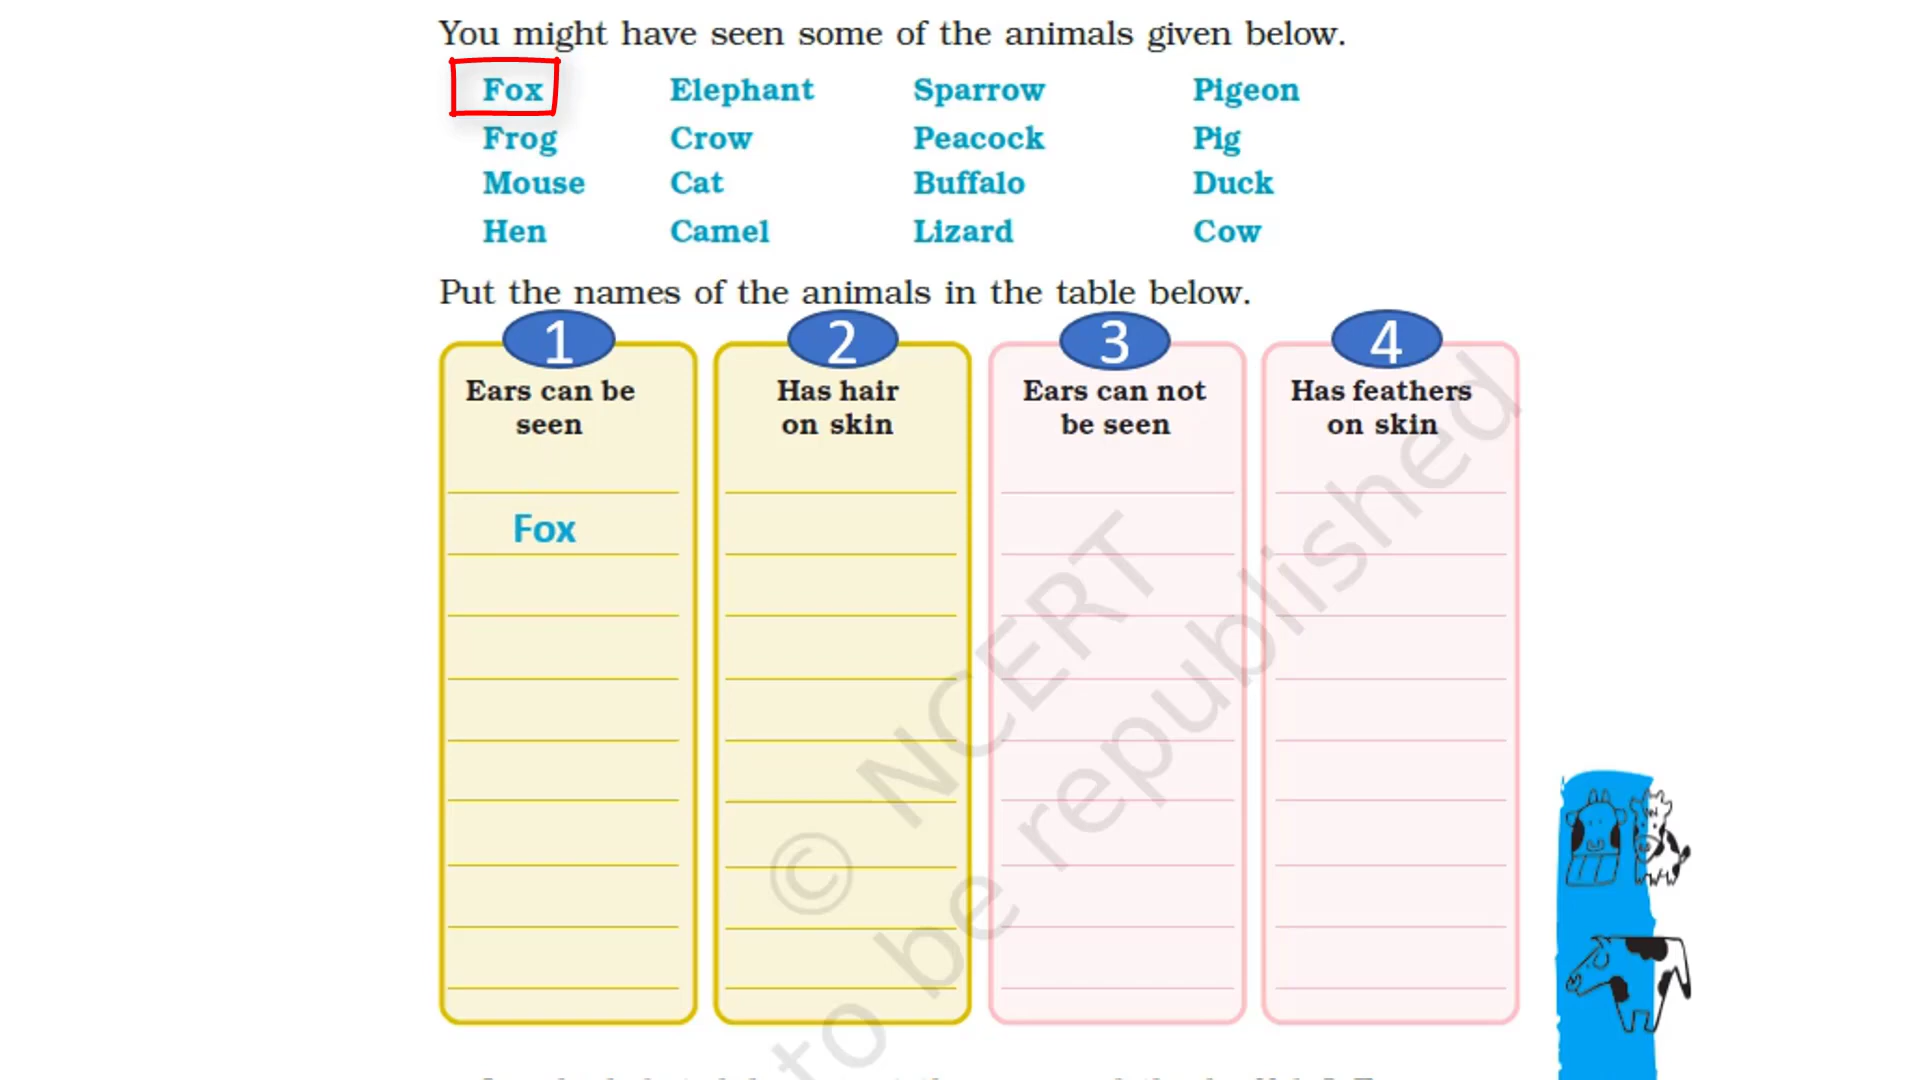 You might have seen some of the animals given below.
Fox Elephant Sparrow Pigeon
Frog Crow Peacock Pig
Mouse Cat Buffalo Duck
Hen Camel Lizard Cow
Put the names of the animals in the table below.
1 2 3 4
Ears can be seen
Has hair on skin
Ears can not be seen
Has feathers on skin
Fox
© NCERT
to be republished